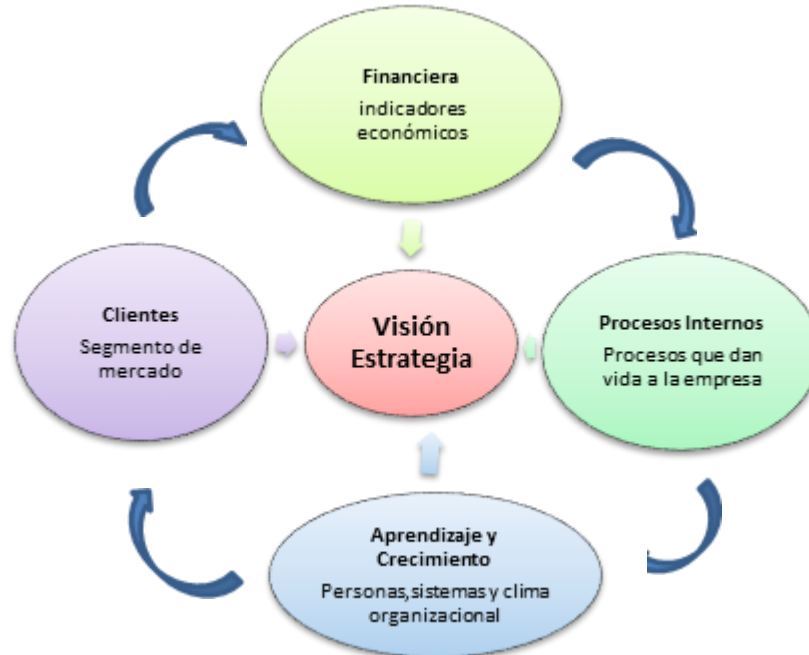 Financiera
indicadores
económicos
Clientes
Segmento de
mercado
Visión
Estrategia
Procesos Internos
Procesos que dan
vida a la empresa
Aprendizaje y
Crecimiento
Personas,sistemas y clima
organizacional